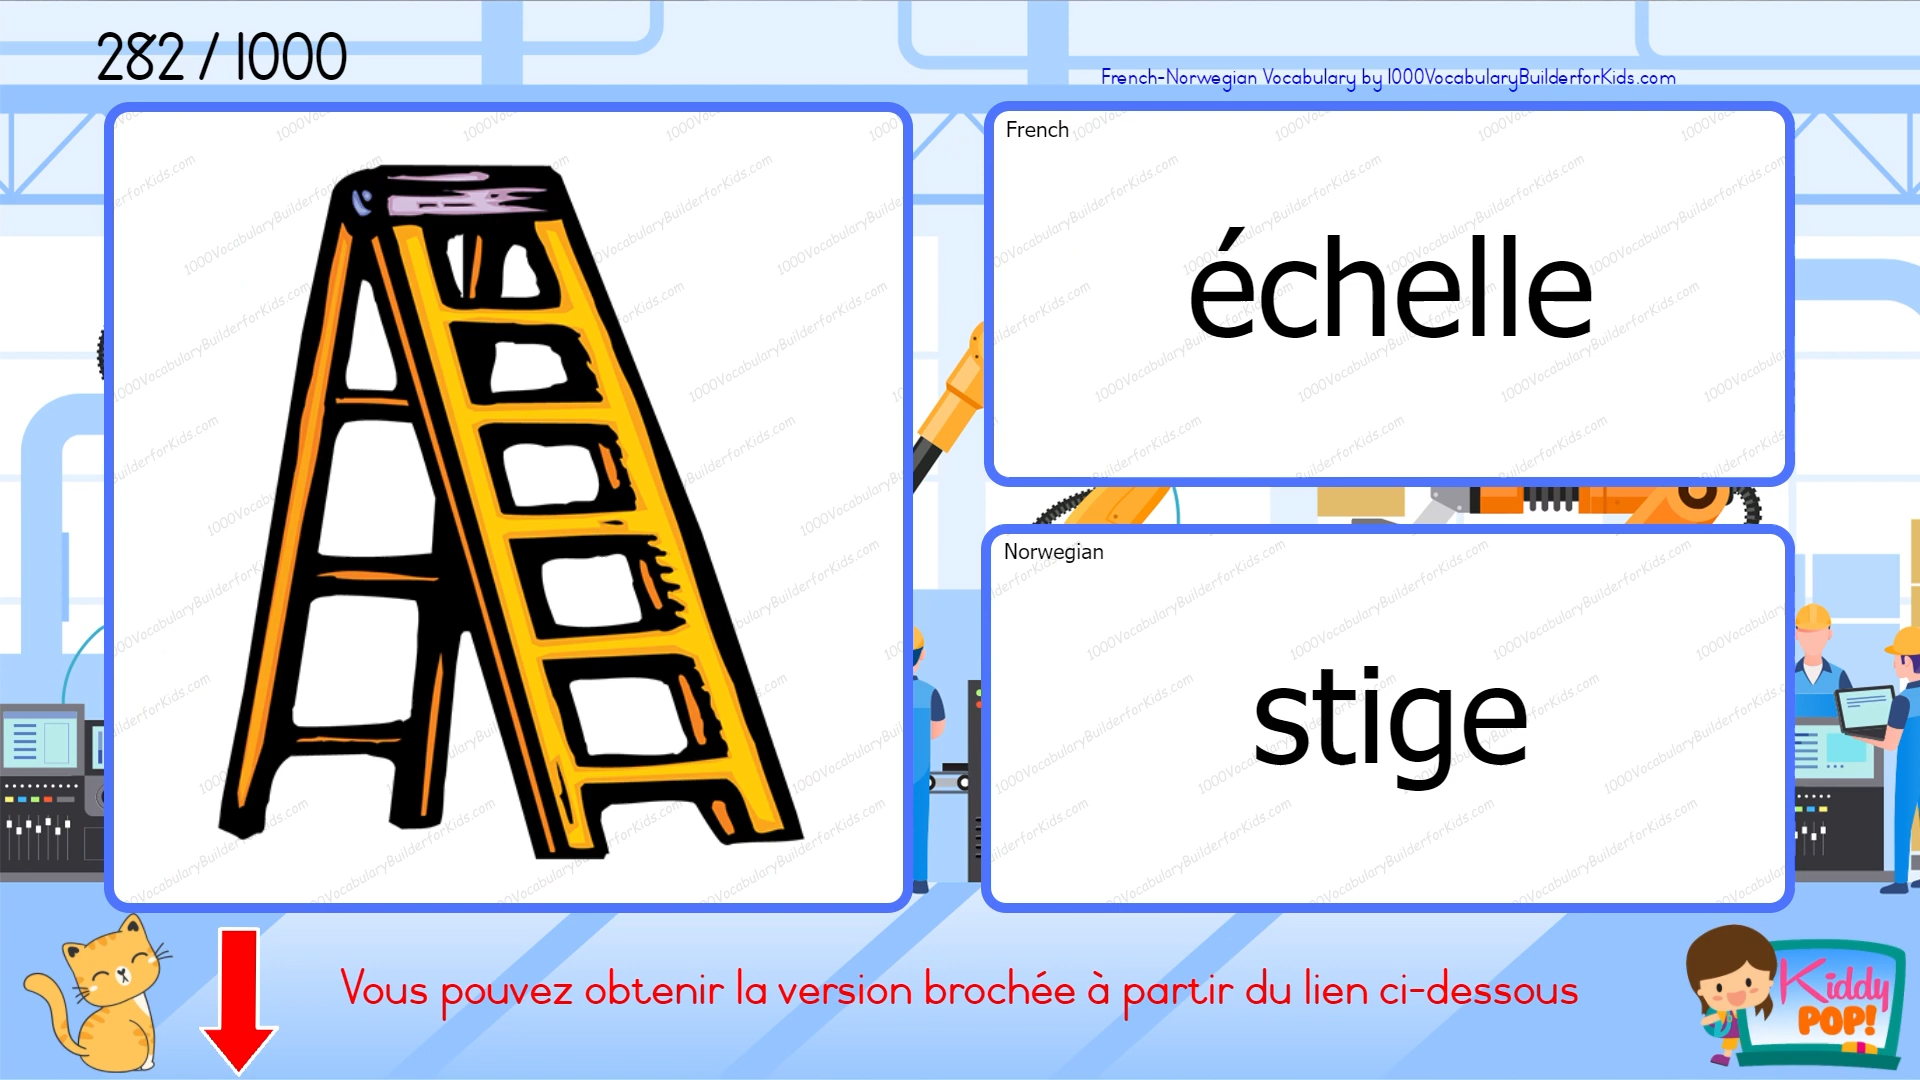 282 / 1000
French-Norwegian Vocabulary by 1000VocabularyBuilderforKids.com
French
échelle
Norwegian
stige
Vous pouvez obtenir la version brochée à partir du lien ci-dessous
Kiddy
POP!